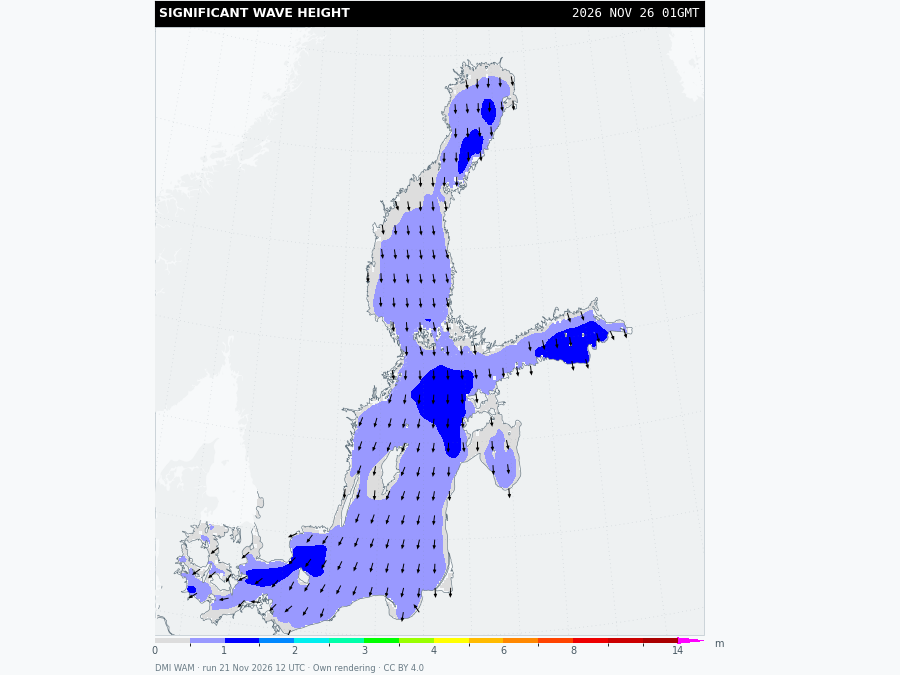 SIGNIFICANT WAVE HEIGHT 2026 NOV 26 01GMT
0 1 2 3 4 6 8 14 m
DMI WAM · run 21 Nov 2026 12 UTC · Own rendering · CC BY 4.0